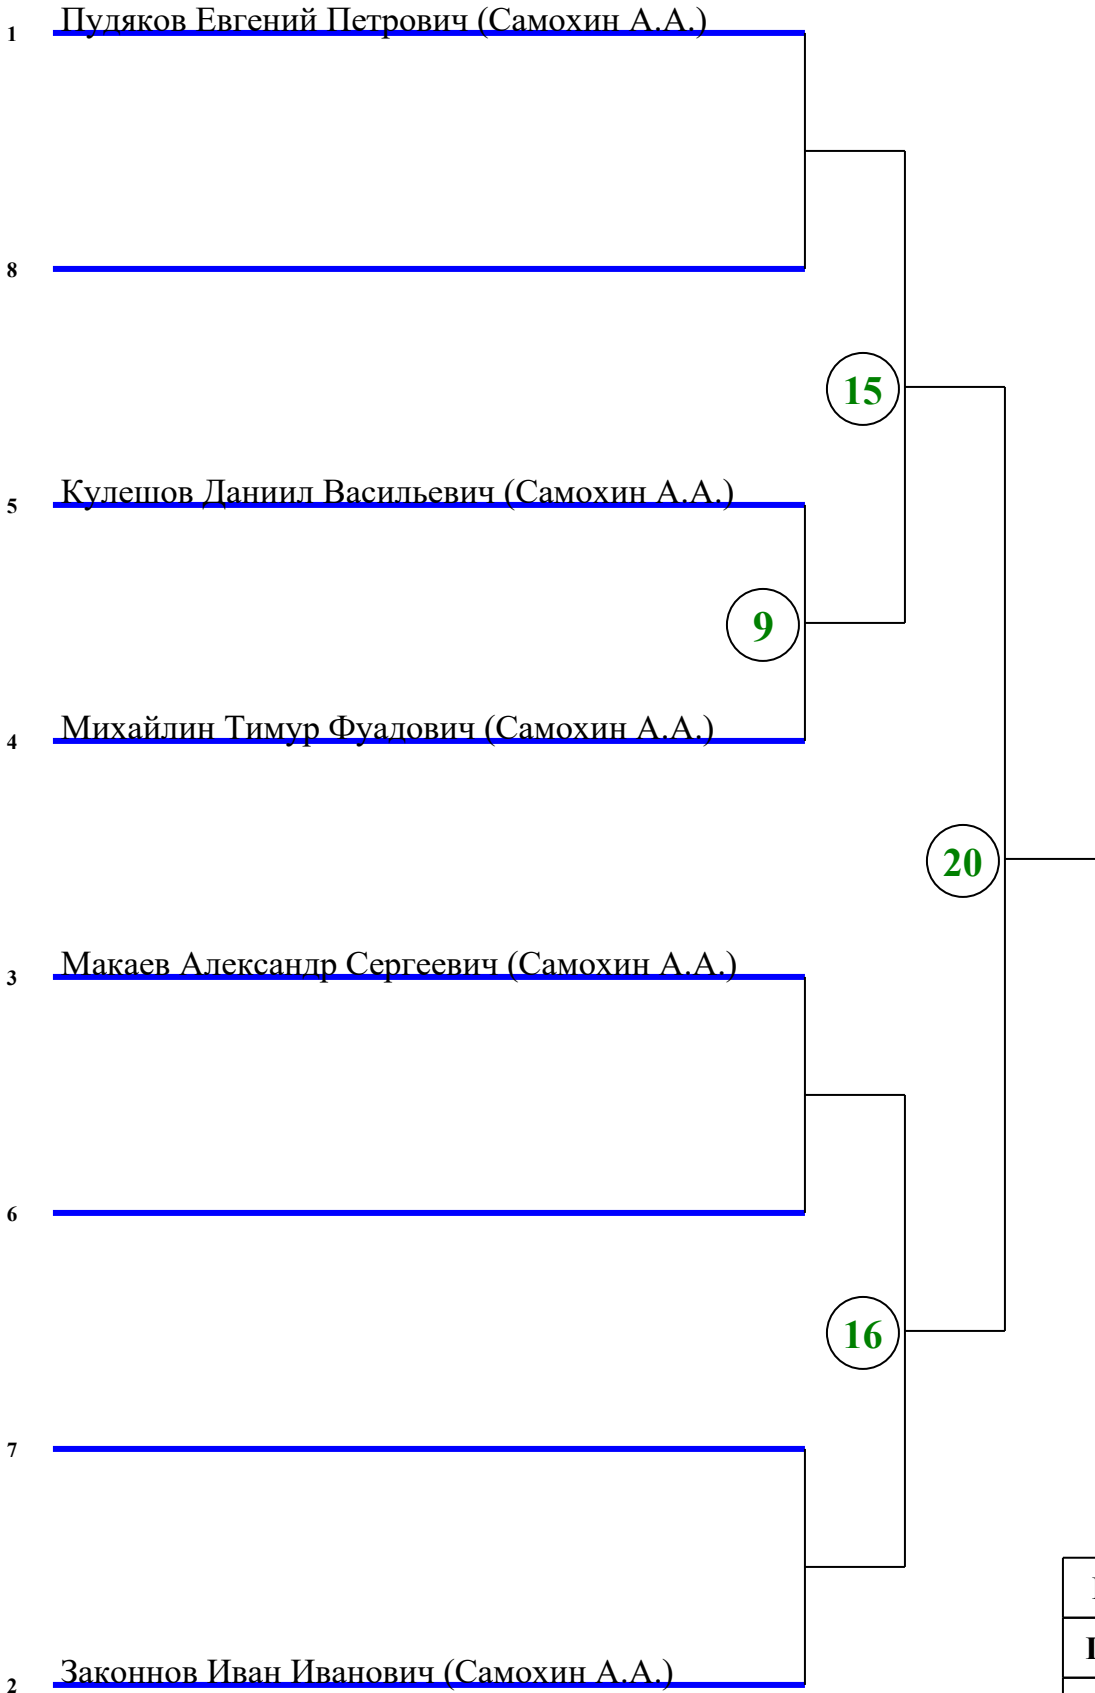 1 Пудяков Евгений Петрович (Самохин А.А.)
8
15
5 Кулешов Даниил Васильевич (Самохин А.А.)
9
4 Михайлин Тимур Фуадович (Самохин А.А.)
20
3 Макаев Александр Сергеевич (Самохин А.А.)
6
16
7
2 Законнов Иван Иванович (Самохин А.А.)